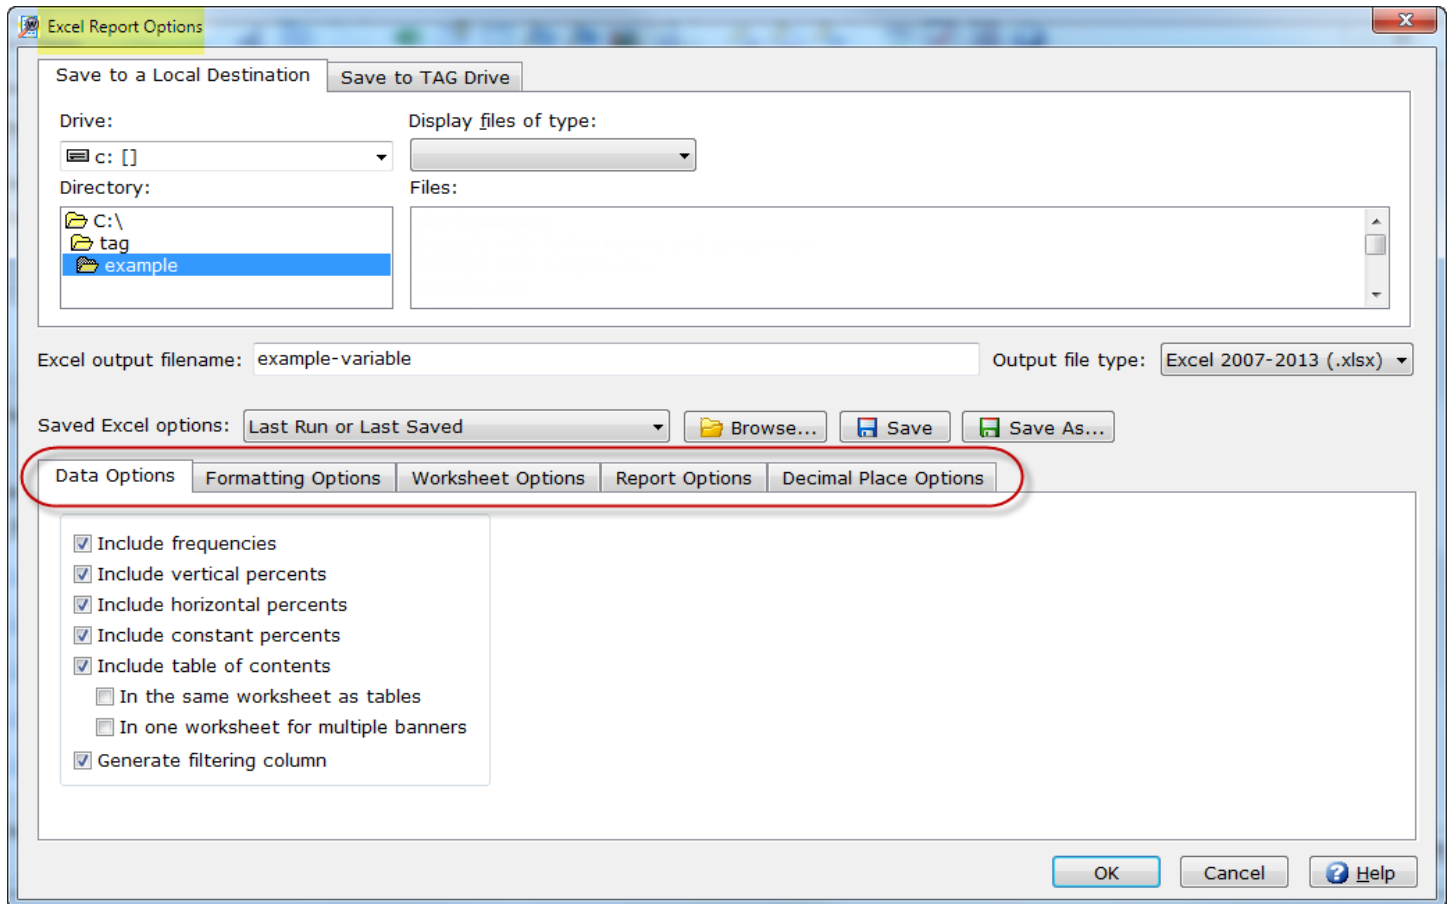 Excel Report Options
Save to a Local Destination Save to TAG Drive
Drive: Display files of type:
c: []
Directory: Files:
C:\
tag
example
Excel output filename: example-variable Output file type: Excel 2007-2013 (.xlsx)
Saved Excel options: Last Run or Last Saved Browse... Save Save As...
Data Options Formatting Options Worksheet Options Report Options Decimal Place Options
Include frequencies
Include vertical percents
Include horizontal percents
Include constant percents
Include table of contents
In the same worksheet as tables
In one worksheet for multiple banners
Generate filtering column
OK Cancel Help